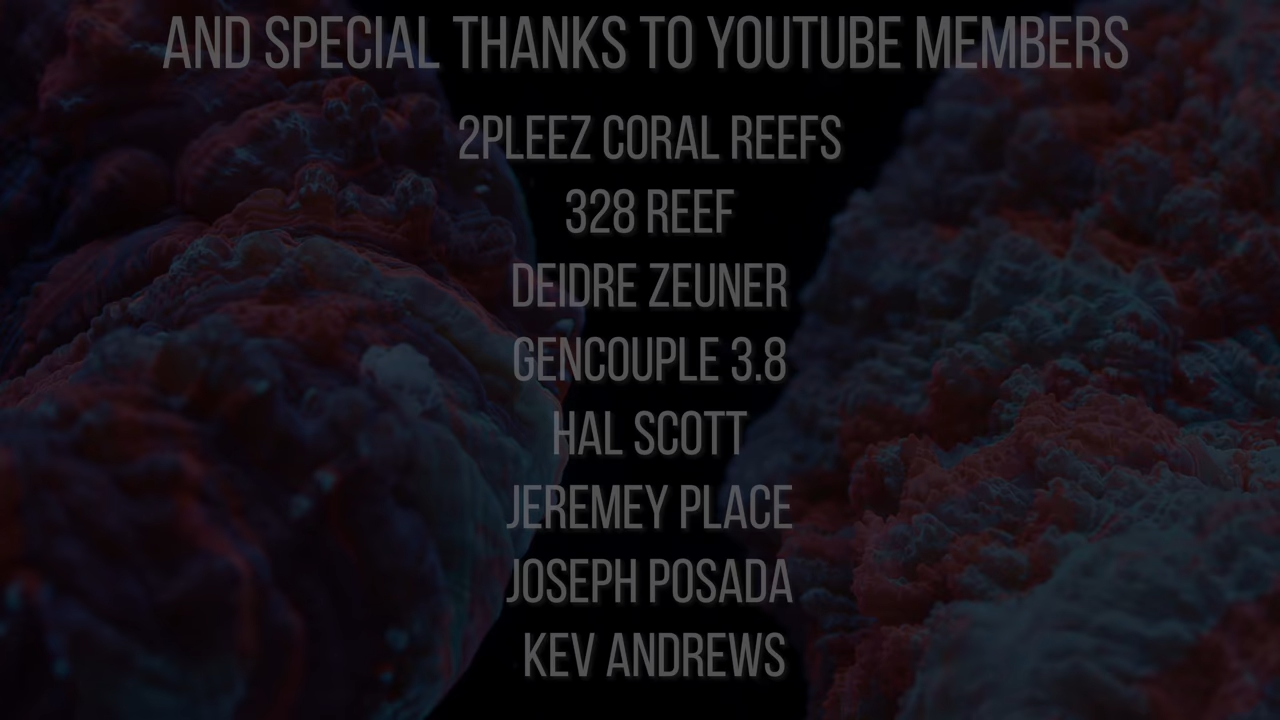 AND SPECIAL THANKS TO YOUTUBE MEMBERS
2PLEEZ CORAL REEFS
328 REEF
DEIDRE ZEUNER
GENCOUPLE 3.8
HAL SCOTT
JEREMEY PLACE
JOSEPH POSADA
KEV ANDREWS